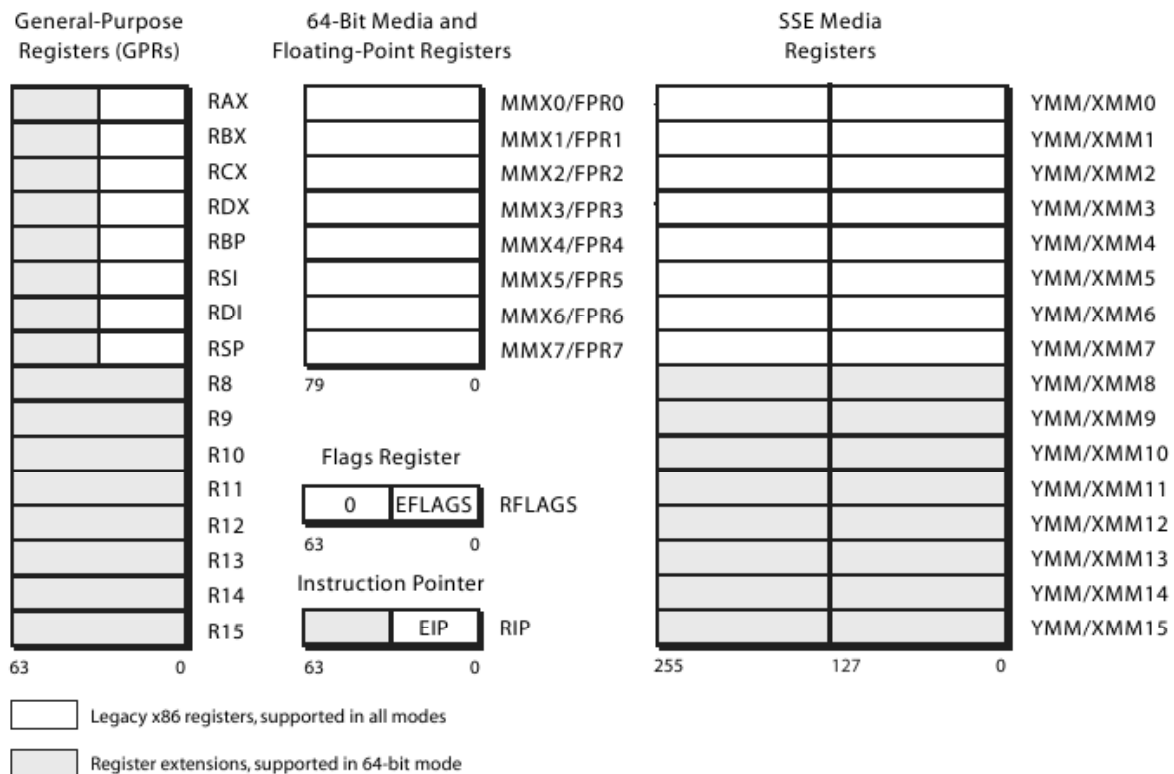 General-Purpose
Registers (GPRs)
64-Bit Media and
Floating-Point Registers
SSE Media
Registers
RAX
RBX
RCX
RDX
RBP
RSI
RDI
RSP
R8
R9
R10
R11
R12
R13
R14
R15
63 0
MMX0/FPR0
MMX1/FPR1
MMX2/FPR2
MMX3/FPR3
MMX4/FPR4
MMX5/FPR5
MMX6/FPR6
MMX7/FPR7
79 0
Flags Register
0 EFLAGS RFLAGS
63 0
Instruction Pointer
EIP RIP
63 0
YMM/XMM0
YMM/XMM1
YMM/XMM2
YMM/XMM3
YMM/XMM4
YMM/XMM5
YMM/XMM6
YMM/XMM7
YMM/XMM8
YMM/XMM9
YMM/XMM10
YMM/XMM11
YMM/XMM12
YMM/XMM13
YMM/XMM14
YMM/XMM15
255 127 0
Legacy x86 registers, supported in all modes
Register extensions, supported in 64-bit mode